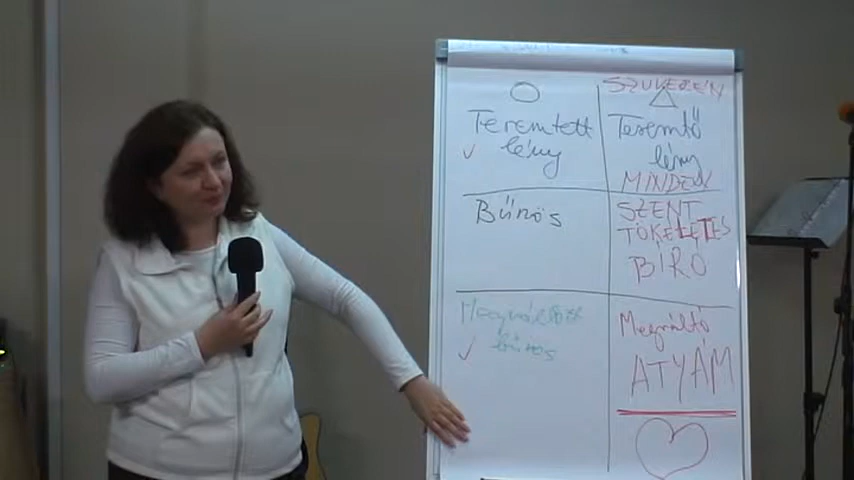 SZUVERÉN
Teremtett
lény
Teremtő
lény
MINDEN
Bűnös
SZENT
TÖKÉLETES
BÍRÓ
Megváltott
bűnös
Megváltó
ATYÁM